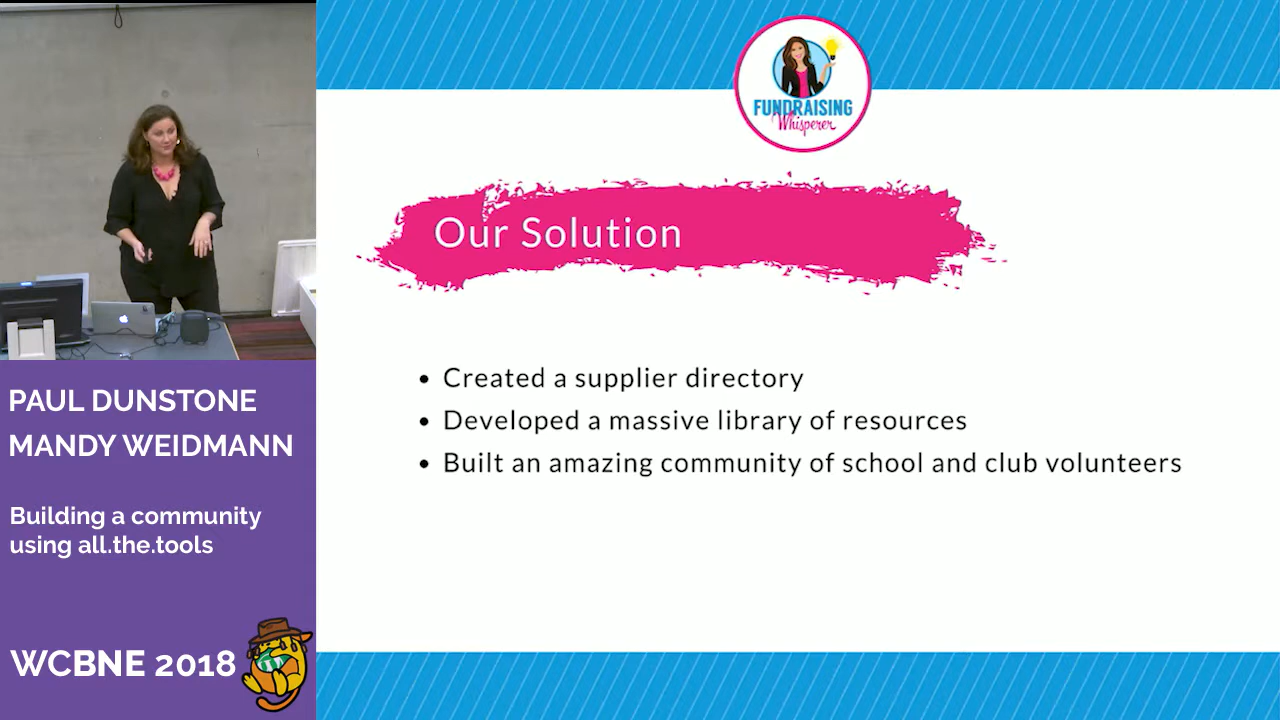 FUNDRAISING
Whisperer
Our Solution
• Created a supplier directory
• Developed a massive library of resources
• Built an amazing community of school and club volunteers
PAUL DUNSTONE
MANDY WEIDMANN
Building a community
using all.the.tools
WCBNE 2018